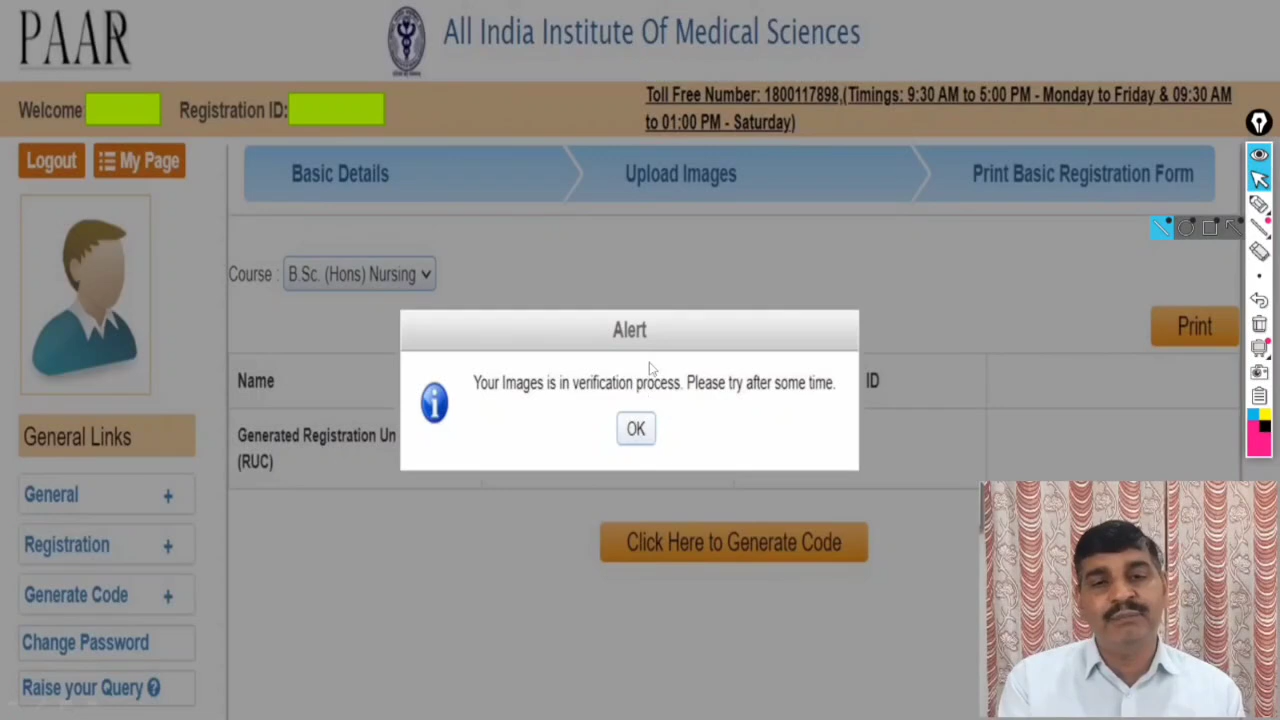 PAAR
All India Institute Of Medical Sciences
Welcome
Registration ID:
Toll Free Number: 1800117898,(Timings: 9:30 AM to 5:00 PM - Monday to Friday & 09:30 AM
to 01:00 PM - Saturday)
Logout
My Page
Basic Details
Upload Images
Print Basic Registration Form
Course :
B.Sc. (Hons) Nursing
Print
Alert
Your Images is in verification process. Please try after some time.
OK
Name
ID
Generated Registration Un
(RUC)
Click Here to Generate Code
General Links
General +
Registration +
Generate Code +
Change Password
Raise your Query ?